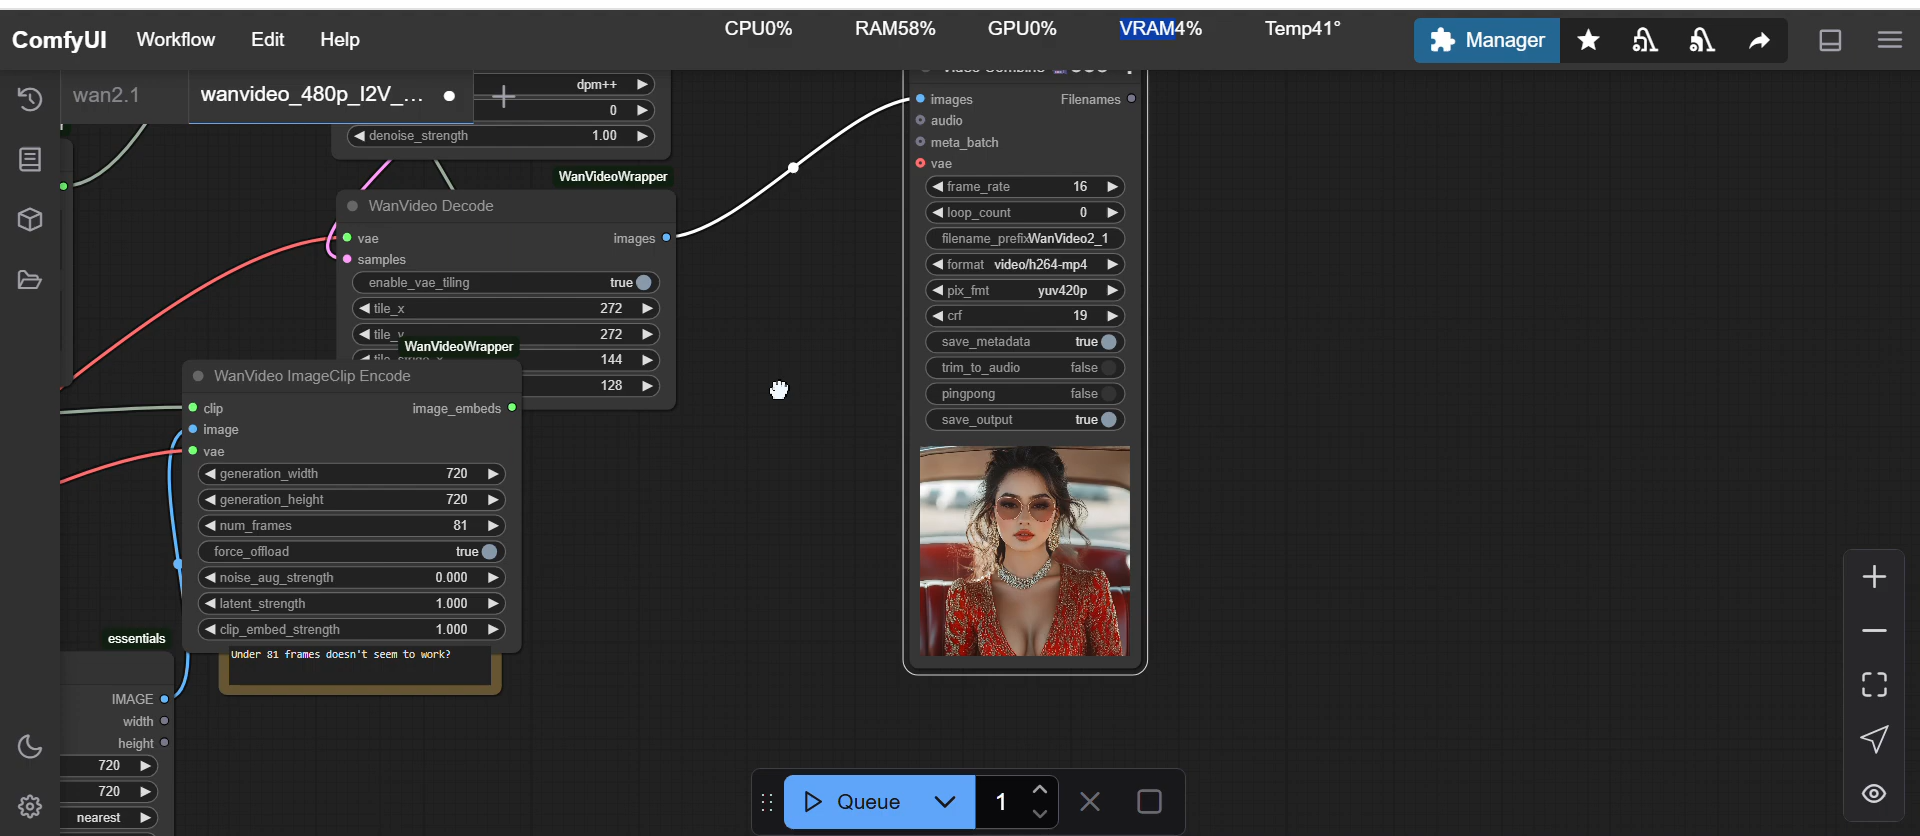 ComfyUI Workflow Edit Help CPU0% RAM58% GPU0% VRAM4% Temp41° Manager
wan2.1 wanvideo_480p_I2V_...
dpm++
0
denoise_strength 1.00
images Filenames
audio
meta_batch
vae
frame_rate 16
loop_count 0
filename_prefix WanVideo2_1
format video/h264-mp4
pix_fmt yuv420p
crf 19
save_metadata true
trim_to_audio false
pingpong false
save_output true
WanVideoWrapper
WanVideo Decode
vae images
samples
enable_vae_tiling true
tile_x 272
272
144
128
WanVideoWrapper
WanVideo ImageClip Encode
clip image_embeds
image
vae
generation_width 720
generation_height 720
num_frames 81
force_offload true
noise_aug_strength 0.000
latent_strength 1.000
clip_embed_strength 1.000
Under 81 frames doesn't seem to work?
essentials
IMAGE
width
height
720
720
nearest
Queue 1